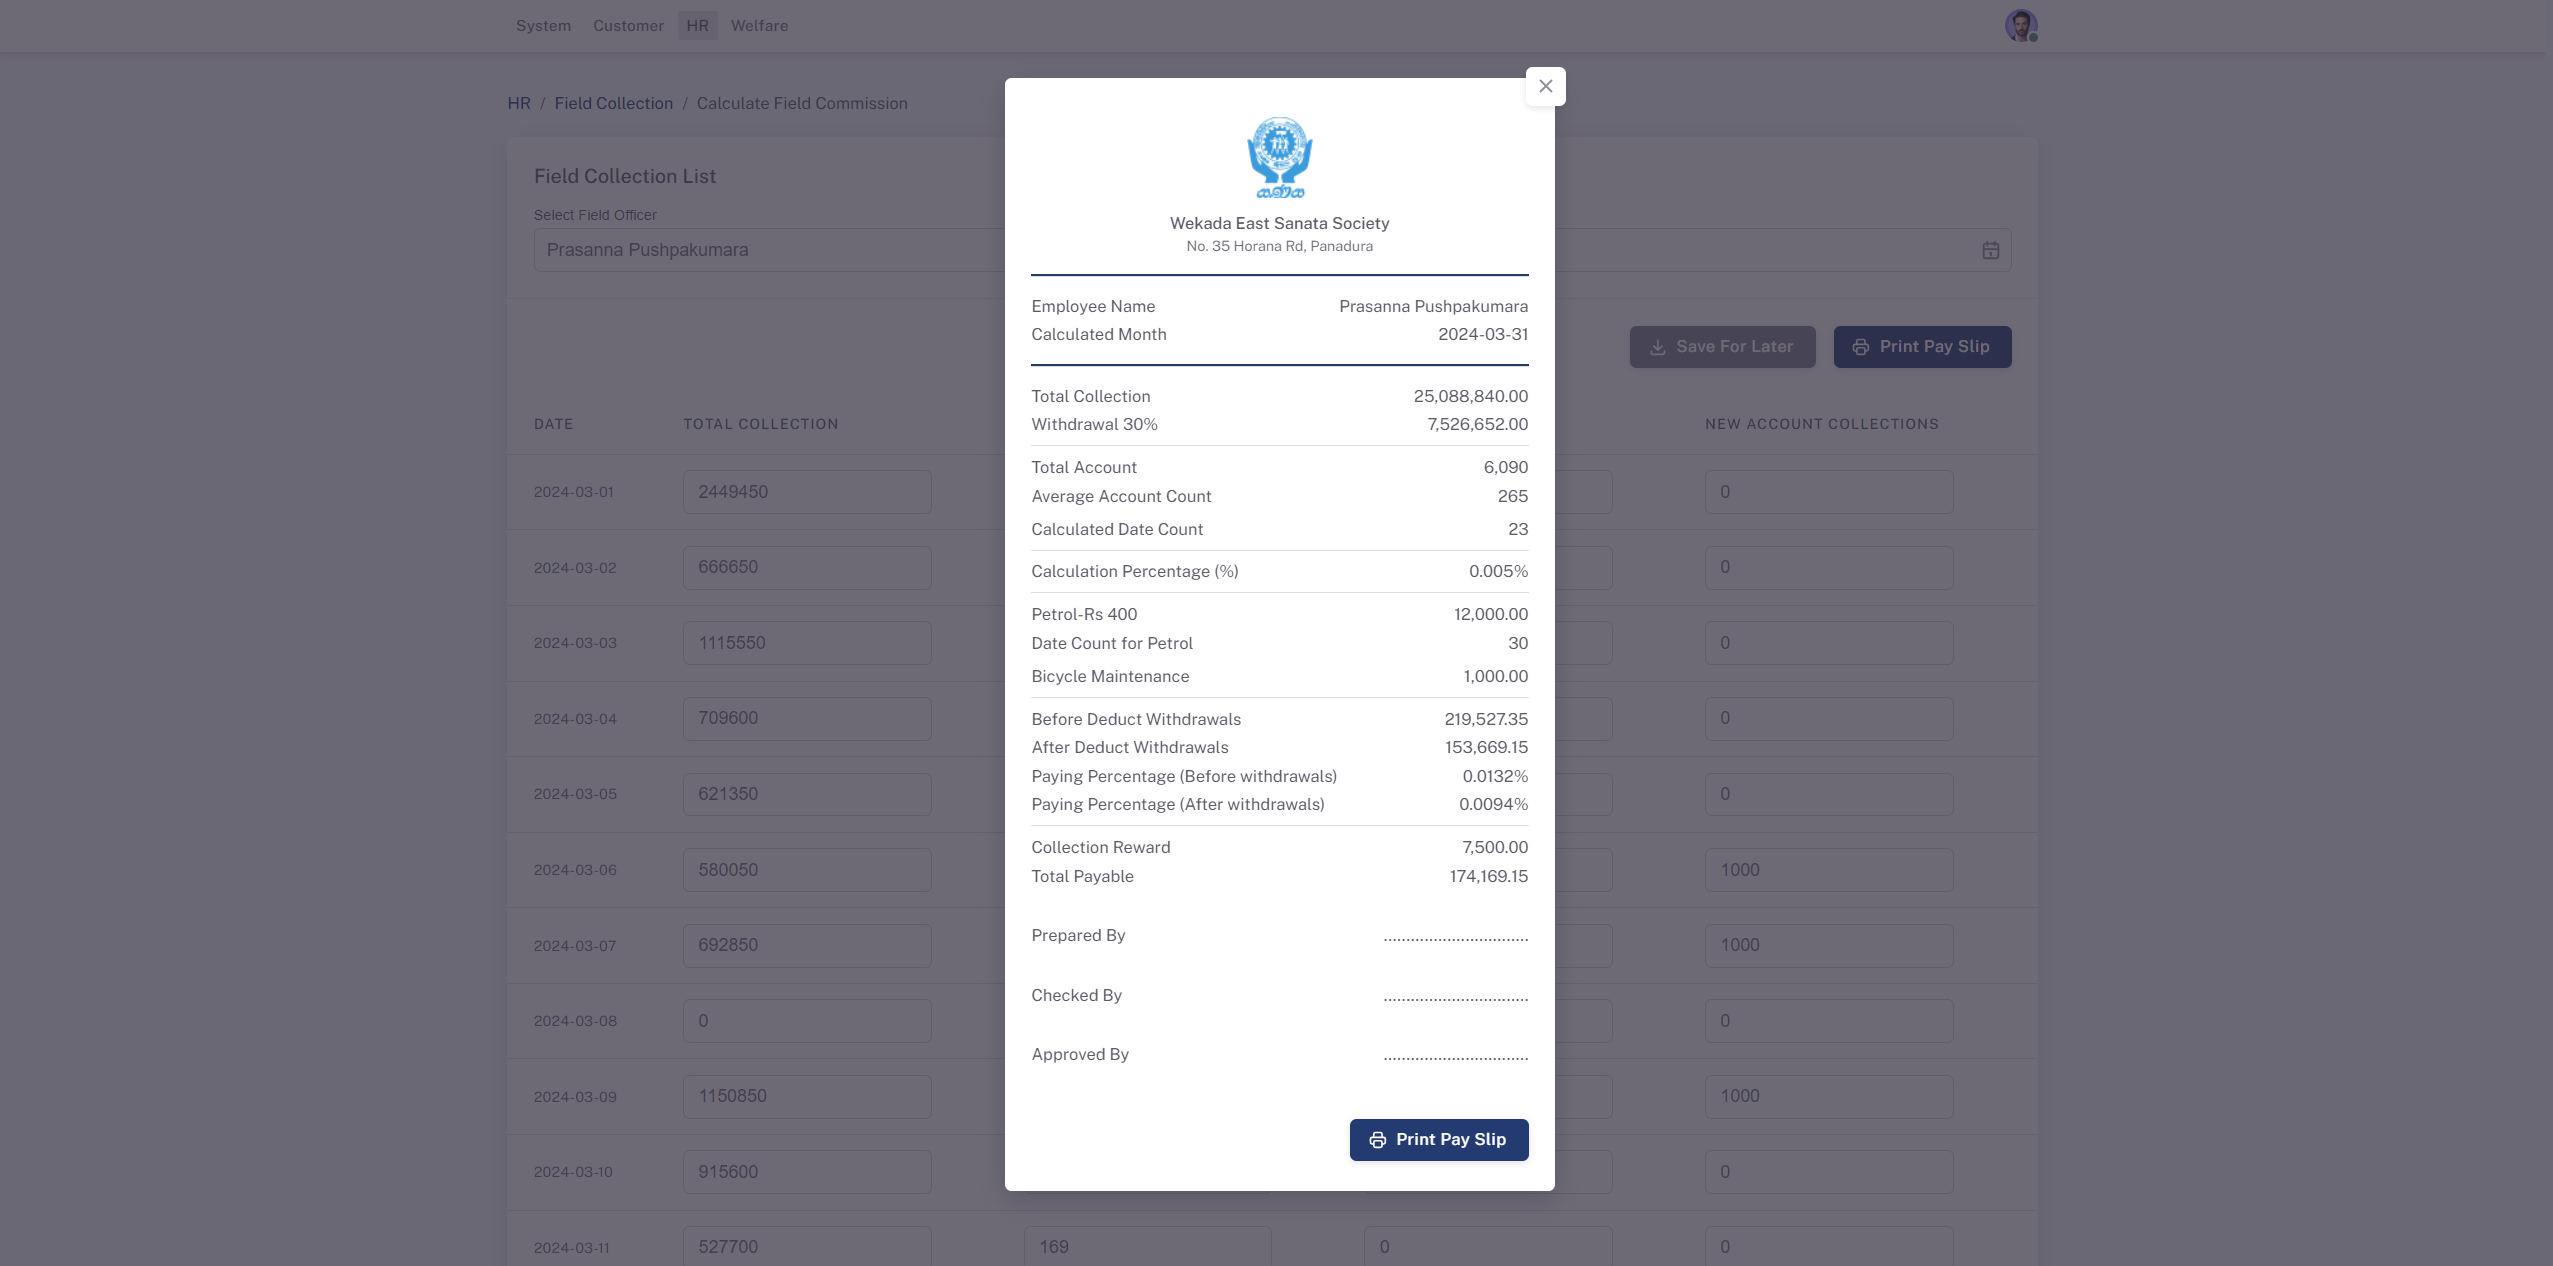 System Customer HR Welfare
HR / Field Collection / Calculate Field Commission
Field Collection List
Select Field Officer
Prasanna Pushpakumara
Save For Later Print Pay Slip
DATE TOTAL COLLECTION NEW ACCOUNT COLLECTIONS
2024-03-01 2449450 0
2024-03-02 666650 0
2024-03-03 1115550 0
2024-03-04 709600 0
2024-03-05 621350 0
2024-03-06 580050 1000
2024-03-07 692850 1000
2024-03-08 0 0
2024-03-09 1150850 1000
2024-03-10 915600 0
2024-03-11 527700 169 0 0
Wekada East Sanata Society
No. 35 Horana Rd, Panadura
Employee Name Prasanna Pushpakumara
Calculated Month 2024-03-31
Total Collection 25,088,840.00
Withdrawal 30% 7,526,652.00
Total Account 6,090
Average Account Count 265
Calculated Date Count 23
Calculation Percentage (%) 0.005%
Petrol-Rs 400 12,000.00
Date Count for Petrol 30
Bicycle Maintenance 1,000.00
Before Deduct Withdrawals 219,527.35
After Deduct Withdrawals 153,669.15
Paying Percentage (Before withdrawals) 0.0132%
Paying Percentage (After withdrawals) 0.0094%
Collection Reward 7,500.00
Total Payable 174,169.15
Prepared By ................................
Checked By ................................
Approved By ................................
Print Pay Slip